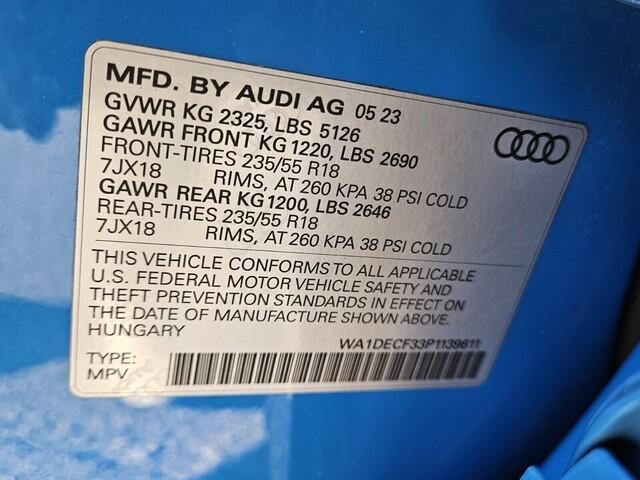 MFD. BY AUDI AG 05 23
GVWR KG 2325, LBS 5126
GAWR FRONT KG1220, LBS 2690
FRONT-TIRES 235/55 R18
7JX18 RIMS, AT 260 KPA 38 PSI COLD
GAWR REAR KG1200, LBS 2646
REAR-TIRES 235/55 R18
7JX18 RIMS, AT 260 KPA 38 PSI COLD
THIS VEHICLE CONFORMS TO ALL APPLICABLE
U.S. FEDERAL MOTOR VEHICLE SAFETY AND
THEFT PREVENTION STANDARDS IN EFFECT ON
THE DATE OF MANUFACTURE SHOWN ABOVE.
HUNGARY
WA1DECF33P1139611
TYPE:
MPV